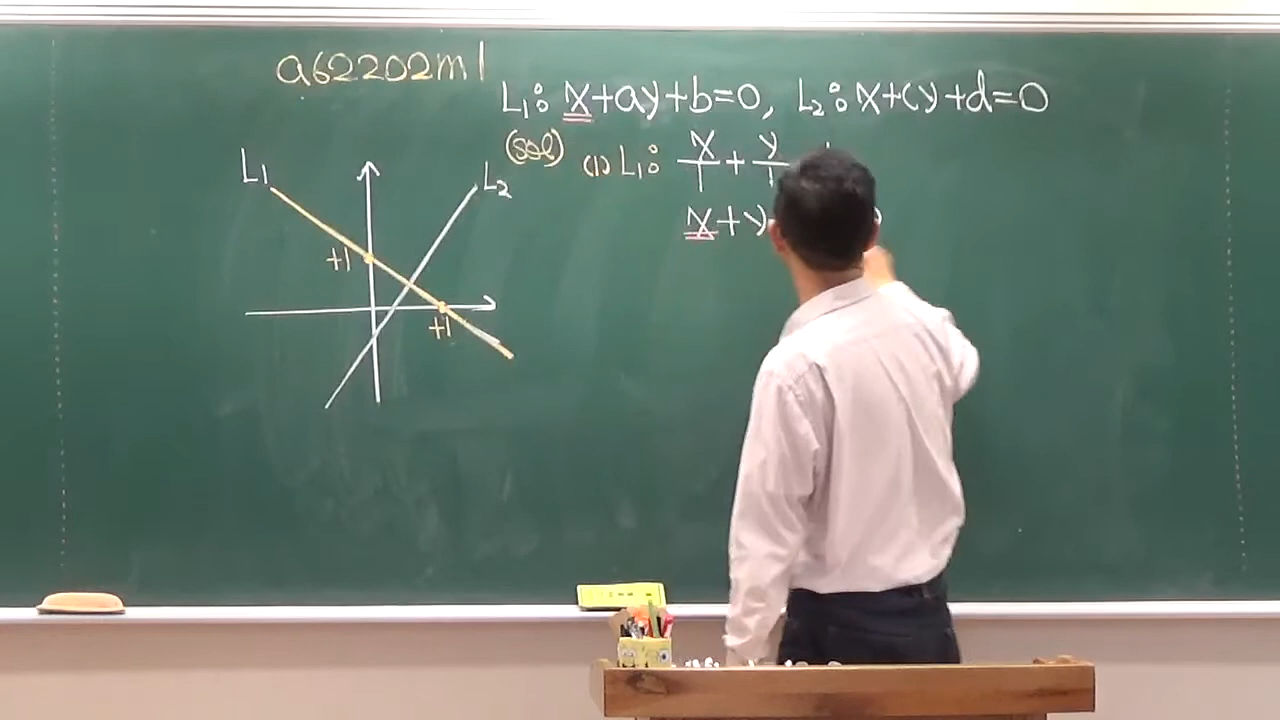 a62202m1
L₁: x+ay+b=0, L₂: x+cy+d=0
(sol) (1) L₁: x/1 + y/1
x+y
L1
L2
+1
+1